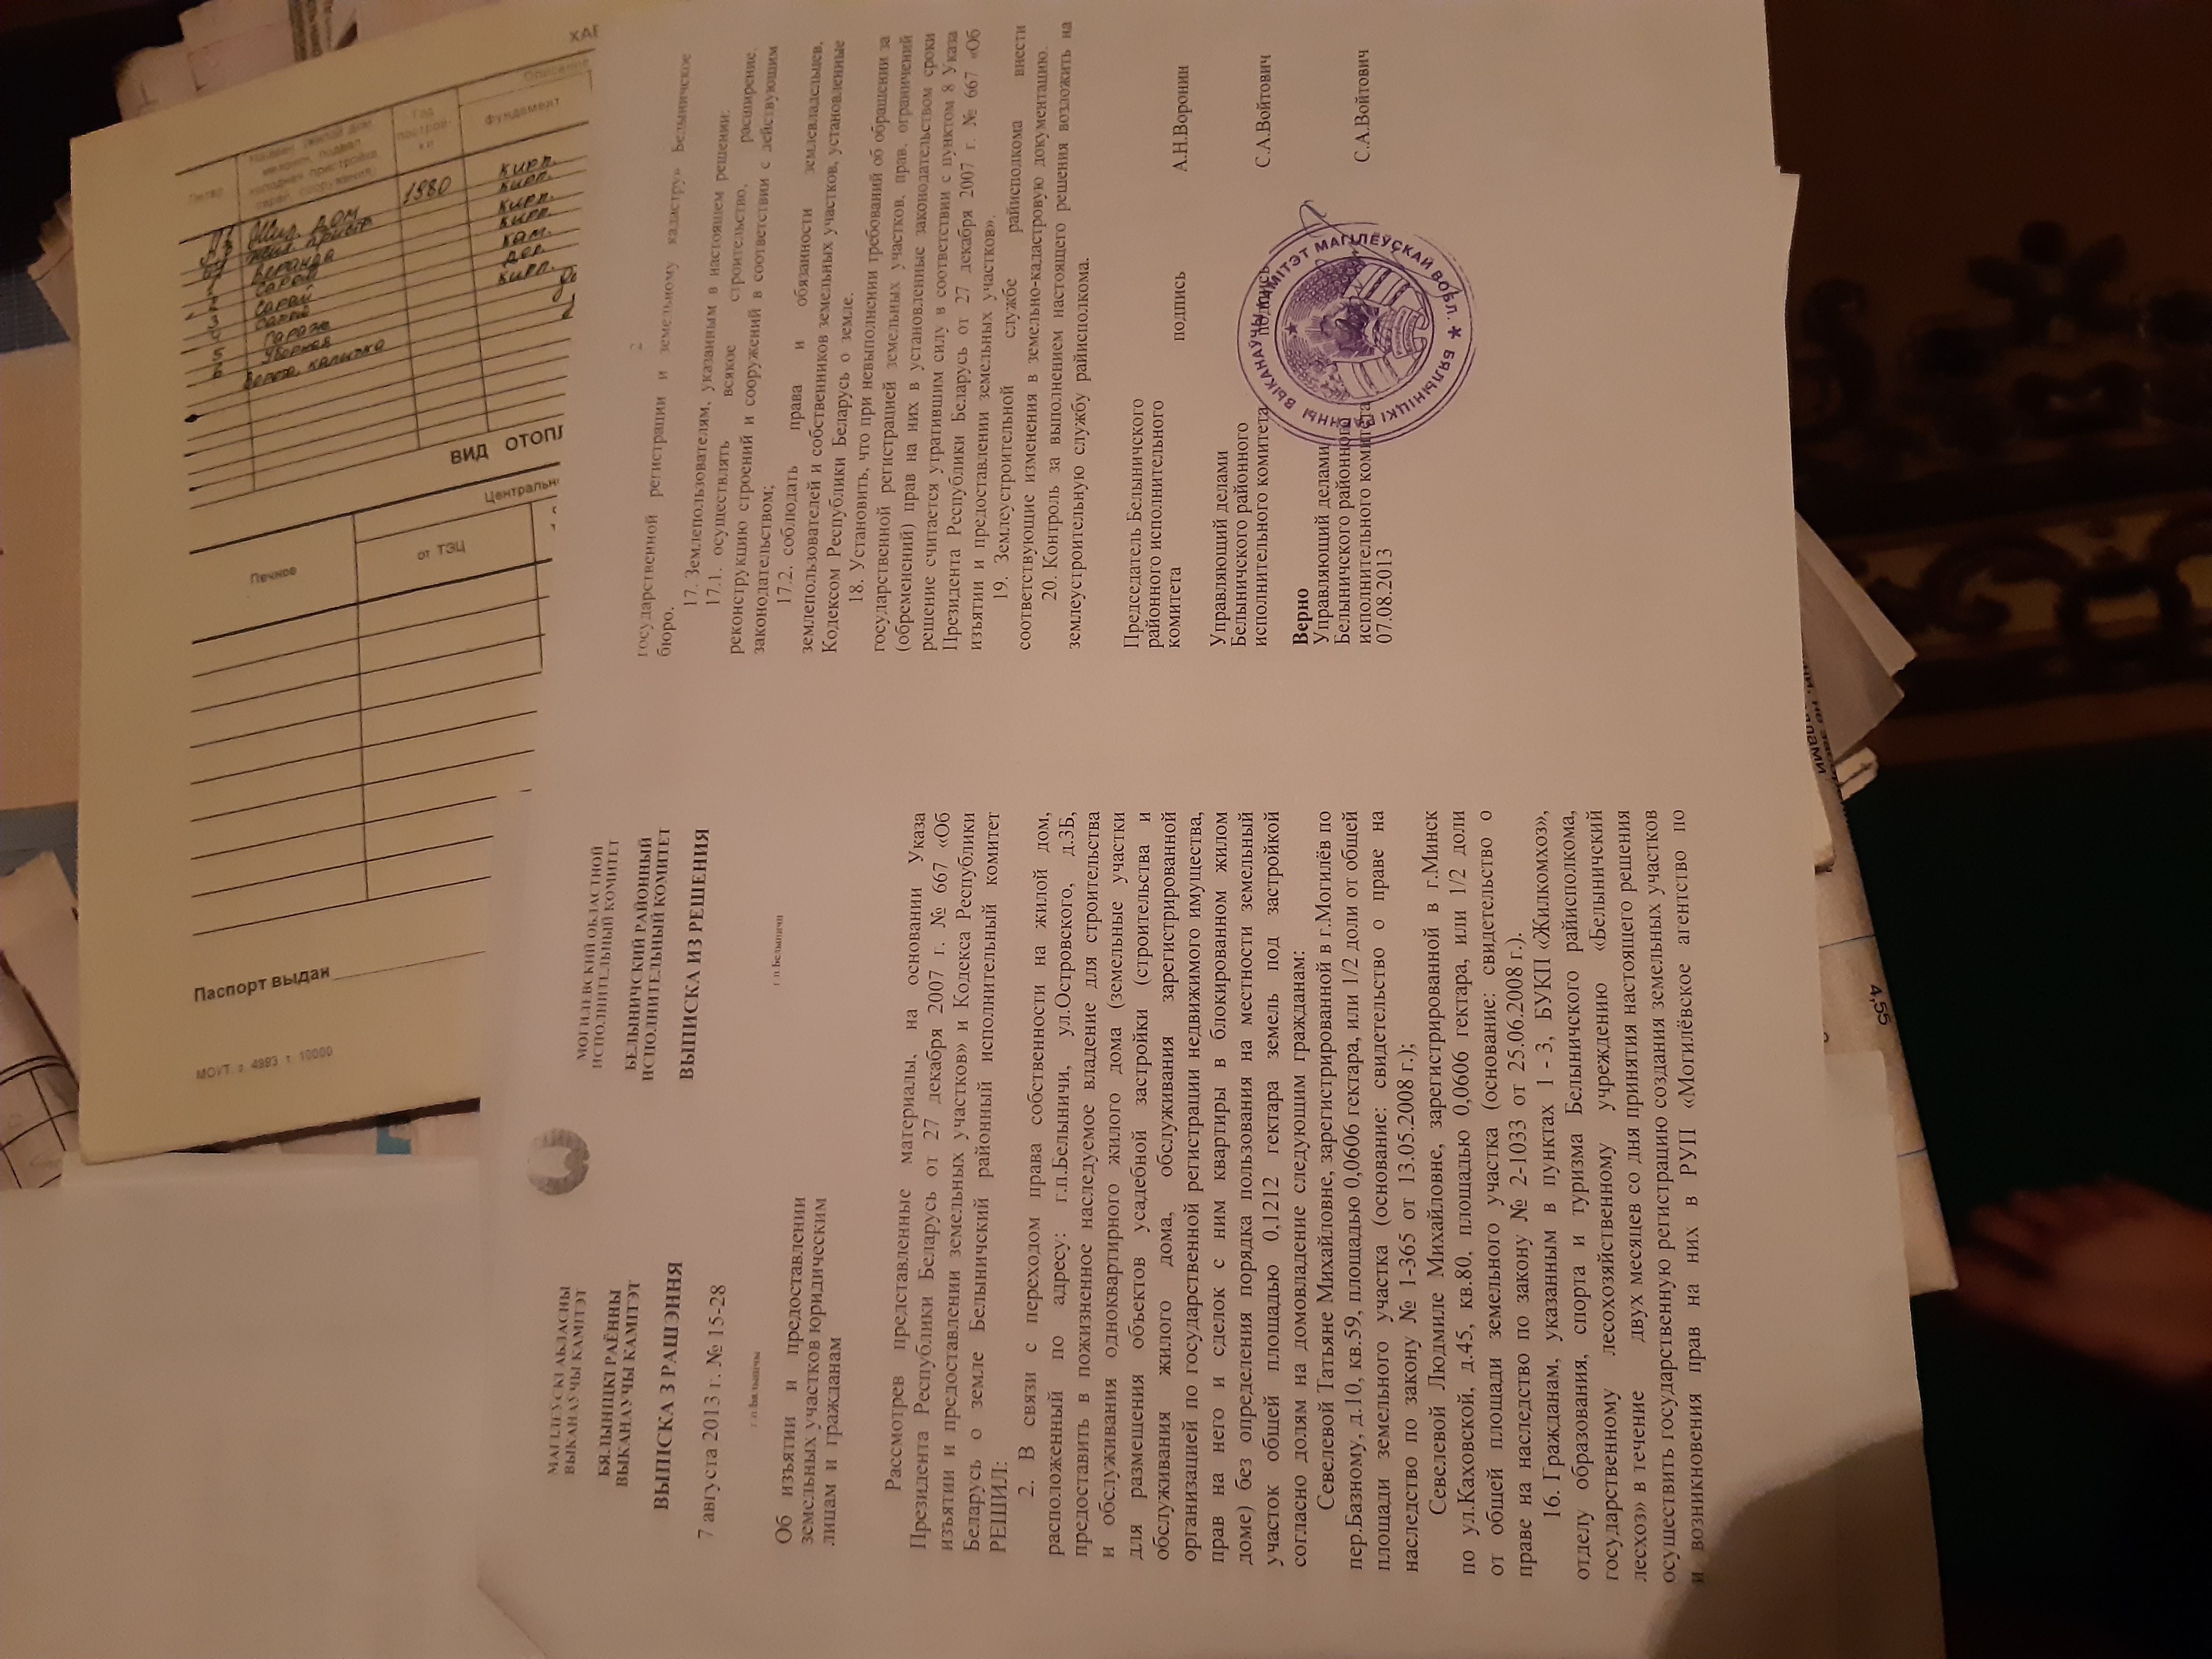 МАГІЛЕЎСКІ АБЛАСНЫ
ВЫКАНАЎЧЫ КАМІТЭТ
БЯЛЫНІЦКІ РАЁННЫ
ВЫКАНАЎЧЫ КАМІТЭТ
ВЫПІСКА З РАШЭННЯ
7 августа 2013 г. № 15-28
г.п.Бялынічы
МОГИЛЕВСКИЙ ОБЛАСТНОЙ
ИСПОЛНИТЕЛЬНЫЙ КОМИТЕТ
БЕЛЫНИЧСКИЙ РАЙОННЫЙ
ИСПОЛНИТЕЛЬНЫЙ КОМИТЕТ
ВЫПИСКА ИЗ РЕШЕНИЯ
г.п.Белыничи
Об изъятии и предоставлении
земельных участков юридическим
лицам и гражданам
Рассмотрев представленные материалы, на основании Указа
Президента Республики Беларусь от 27 декабря 2007 г. № 667 «Об
изъятии и предоставлении земельных участков» и Кодекса Республики
Беларусь о земле Белыничский районный исполнительный комитет
РЕШИЛ:
2. В связи с переходом права собственности на жилой дом,
расположенный по адресу: г.п.Белыничи, ул.Островского, д.3Б,
предоставить в пожизненное наследуемое владение для строительства
и обслуживания одноквартирного жилого дома (земельные участки
для размещения объектов усадебной застройки (строительства и
обслуживания жилого дома, обслуживания зарегистрированной
организацией по государственной регистрации недвижимого имущества,
прав на него и сделок с ним квартиры в блокированном жилом
доме) без определения порядка пользования на местности земельный
участок общей площадью 0,1212 гектара земель под застройкой
согласно долям на домовладение следующим гражданам:
Севелевой Татьяне Михайловне, зарегистрированной в г.Могилёв по
пер.Базному, д.10, кв.59, площадью 0,0606 гектара, или 1/2 доли от общей
площади земельного участка (основание: свидетельство о праве на
наследство по закону № 1-365 от 13.05.2008 г.);
Севелевой Людмиле Михайловне, зарегистрированной в г.Минск
по ул.Каховской, д.45, кв.80, площадью 0,0606 гектара, или 1/2 доли
от общей площади земельного участка (основание: свидетельство о
праве на наследство по закону № 2-1033 от 25.06.2008 г.).
16. Гражданам, указанным в пунктах 1 - 3, БУКП «Жилкомхоз»,
отделу образования, спорта и туризма Белыничского райисполкома,
государственному лесохозяйственному учреждению «Белыничский
лесхоз» в течение двух месяцев со дня принятия настоящего решения
осуществить государственную регистрацию создания земельных участков
и возникновения прав на них в РУП «Могилёвское агентство по
2
государственной регистрации и земельному кадастру» Белыничское
бюро.
17. Землепользователям, указанным в настоящем решении:
17.1. осуществлять всякое строительство, расширение,
реконструкцию строений и сооружений в соответствии с действующим
законодательством;
17.2. соблюдать права и обязанности землевладельцев,
землепользователей и собственников земельных участков, установленные
Кодексом Республики Беларусь о земле.
18. Установить, что при невыполнении требований об обращении за
государственной регистрацией земельных участков, прав, ограничений
(обременений) прав на них в установленные законодательством сроки
решение считается утратившим силу в соответствии с пунктом 8 Указа
Президента Республики Беларусь от 27 декабря 2007 г. № 667 «Об
изъятии и предоставлении земельных участков».
19. Землеустроительной службе райисполкома внести
соответствующие изменения в земельно-кадастровую документацию.
20. Контроль за выполнением настоящего решения возложить на
землеустроительную службу райисполкома.
Председатель Белыничского
районного исполнительного
комитета подпись А.Н.Воронин
Управляющий делами
Белыничского районного
исполнительного комитета подпись С.А.Войтович
Верно
Управляющий делами
Белыничского районного
исполнительного комитета С.А.Войтович
07.08.2013
БЯЛЫНІЦКІ РАЁННЫ ВЫКАНАЎЧЫ КАМІТЭТ МАГІЛЕЎСКАЙ ВОБЛ.
Паспорт выдан
Печное
от ТЭЦ
Центральн
ВИД ОТОПЛ
1980
Фундамент
4,55